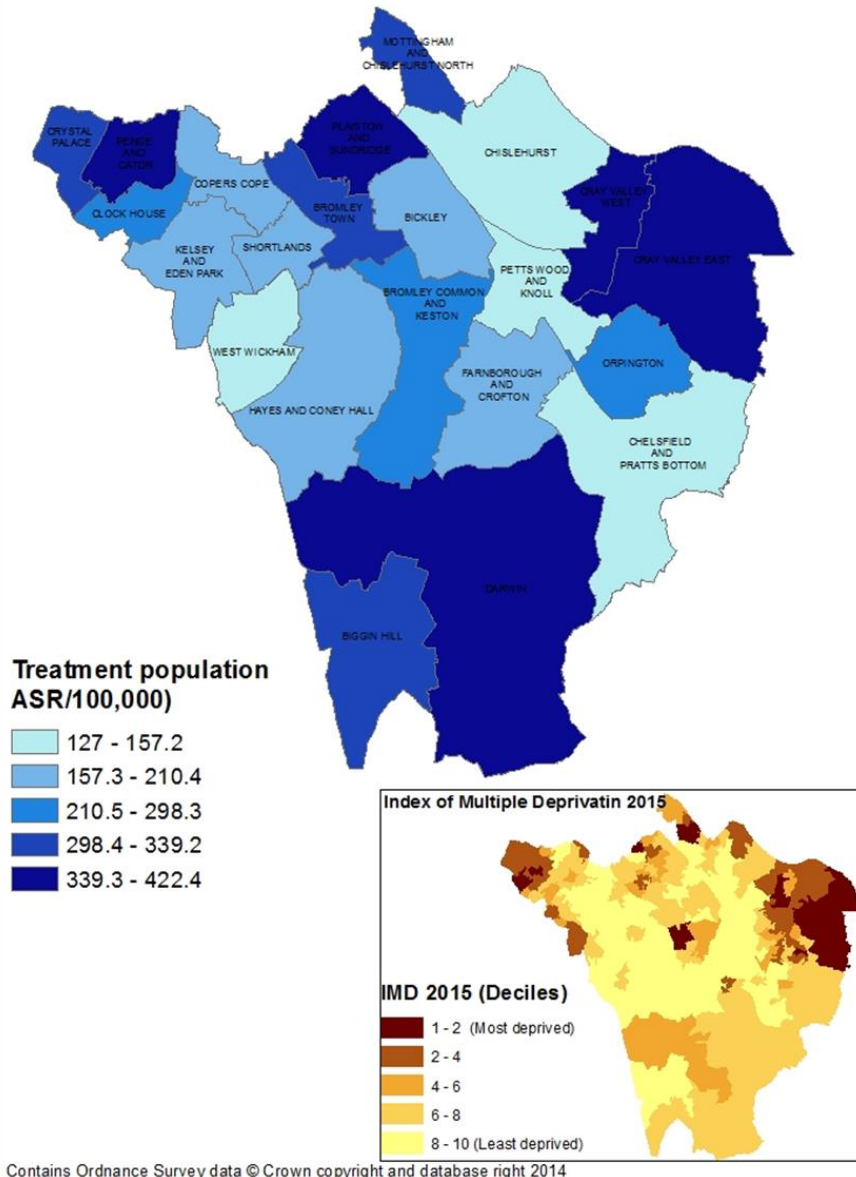 MOTTINGHAM
AND
CHISLEHURST NORTH
CRYSTAL
PALACE
PENGE
AND
CATOR
PLAISTOW
AND
SUNDRIDGE
CHISLEHURST
COPERS COPE
CRAY VALLEY
WEST
CLOCK HOUSE
BROMLEY
TOWN
BICKLEY
KELSEY
AND
EDEN PARK
SHORTLANDS
CRAY VALLEY EAST
PETTS WOOD
AND
KNOLL
BROMLEY COMMON
AND
KESTON
WEST WICKHAM
ORPINGTON
FARNBOROUGH
AND
CROFTON
HAYES AND CONEY HALL
CHELSFIELD
AND
PRATTS BOTTOM
DARWIN
BIGGIN HILL
Treatment population
ASR/100,000)
127 - 157.2
157.3 - 210.4
210.5 - 298.3
298.4 - 339.2
339.3 - 422.4
Index of Multiple Deprivatin 2015
IMD 2015 (Deciles)
1 - 2 (Most deprived)
2 - 4
4 - 6
6 - 8
8 - 10 (Least deprived)
Contains Ordnance Survey data © Crown copyright and database right 2014